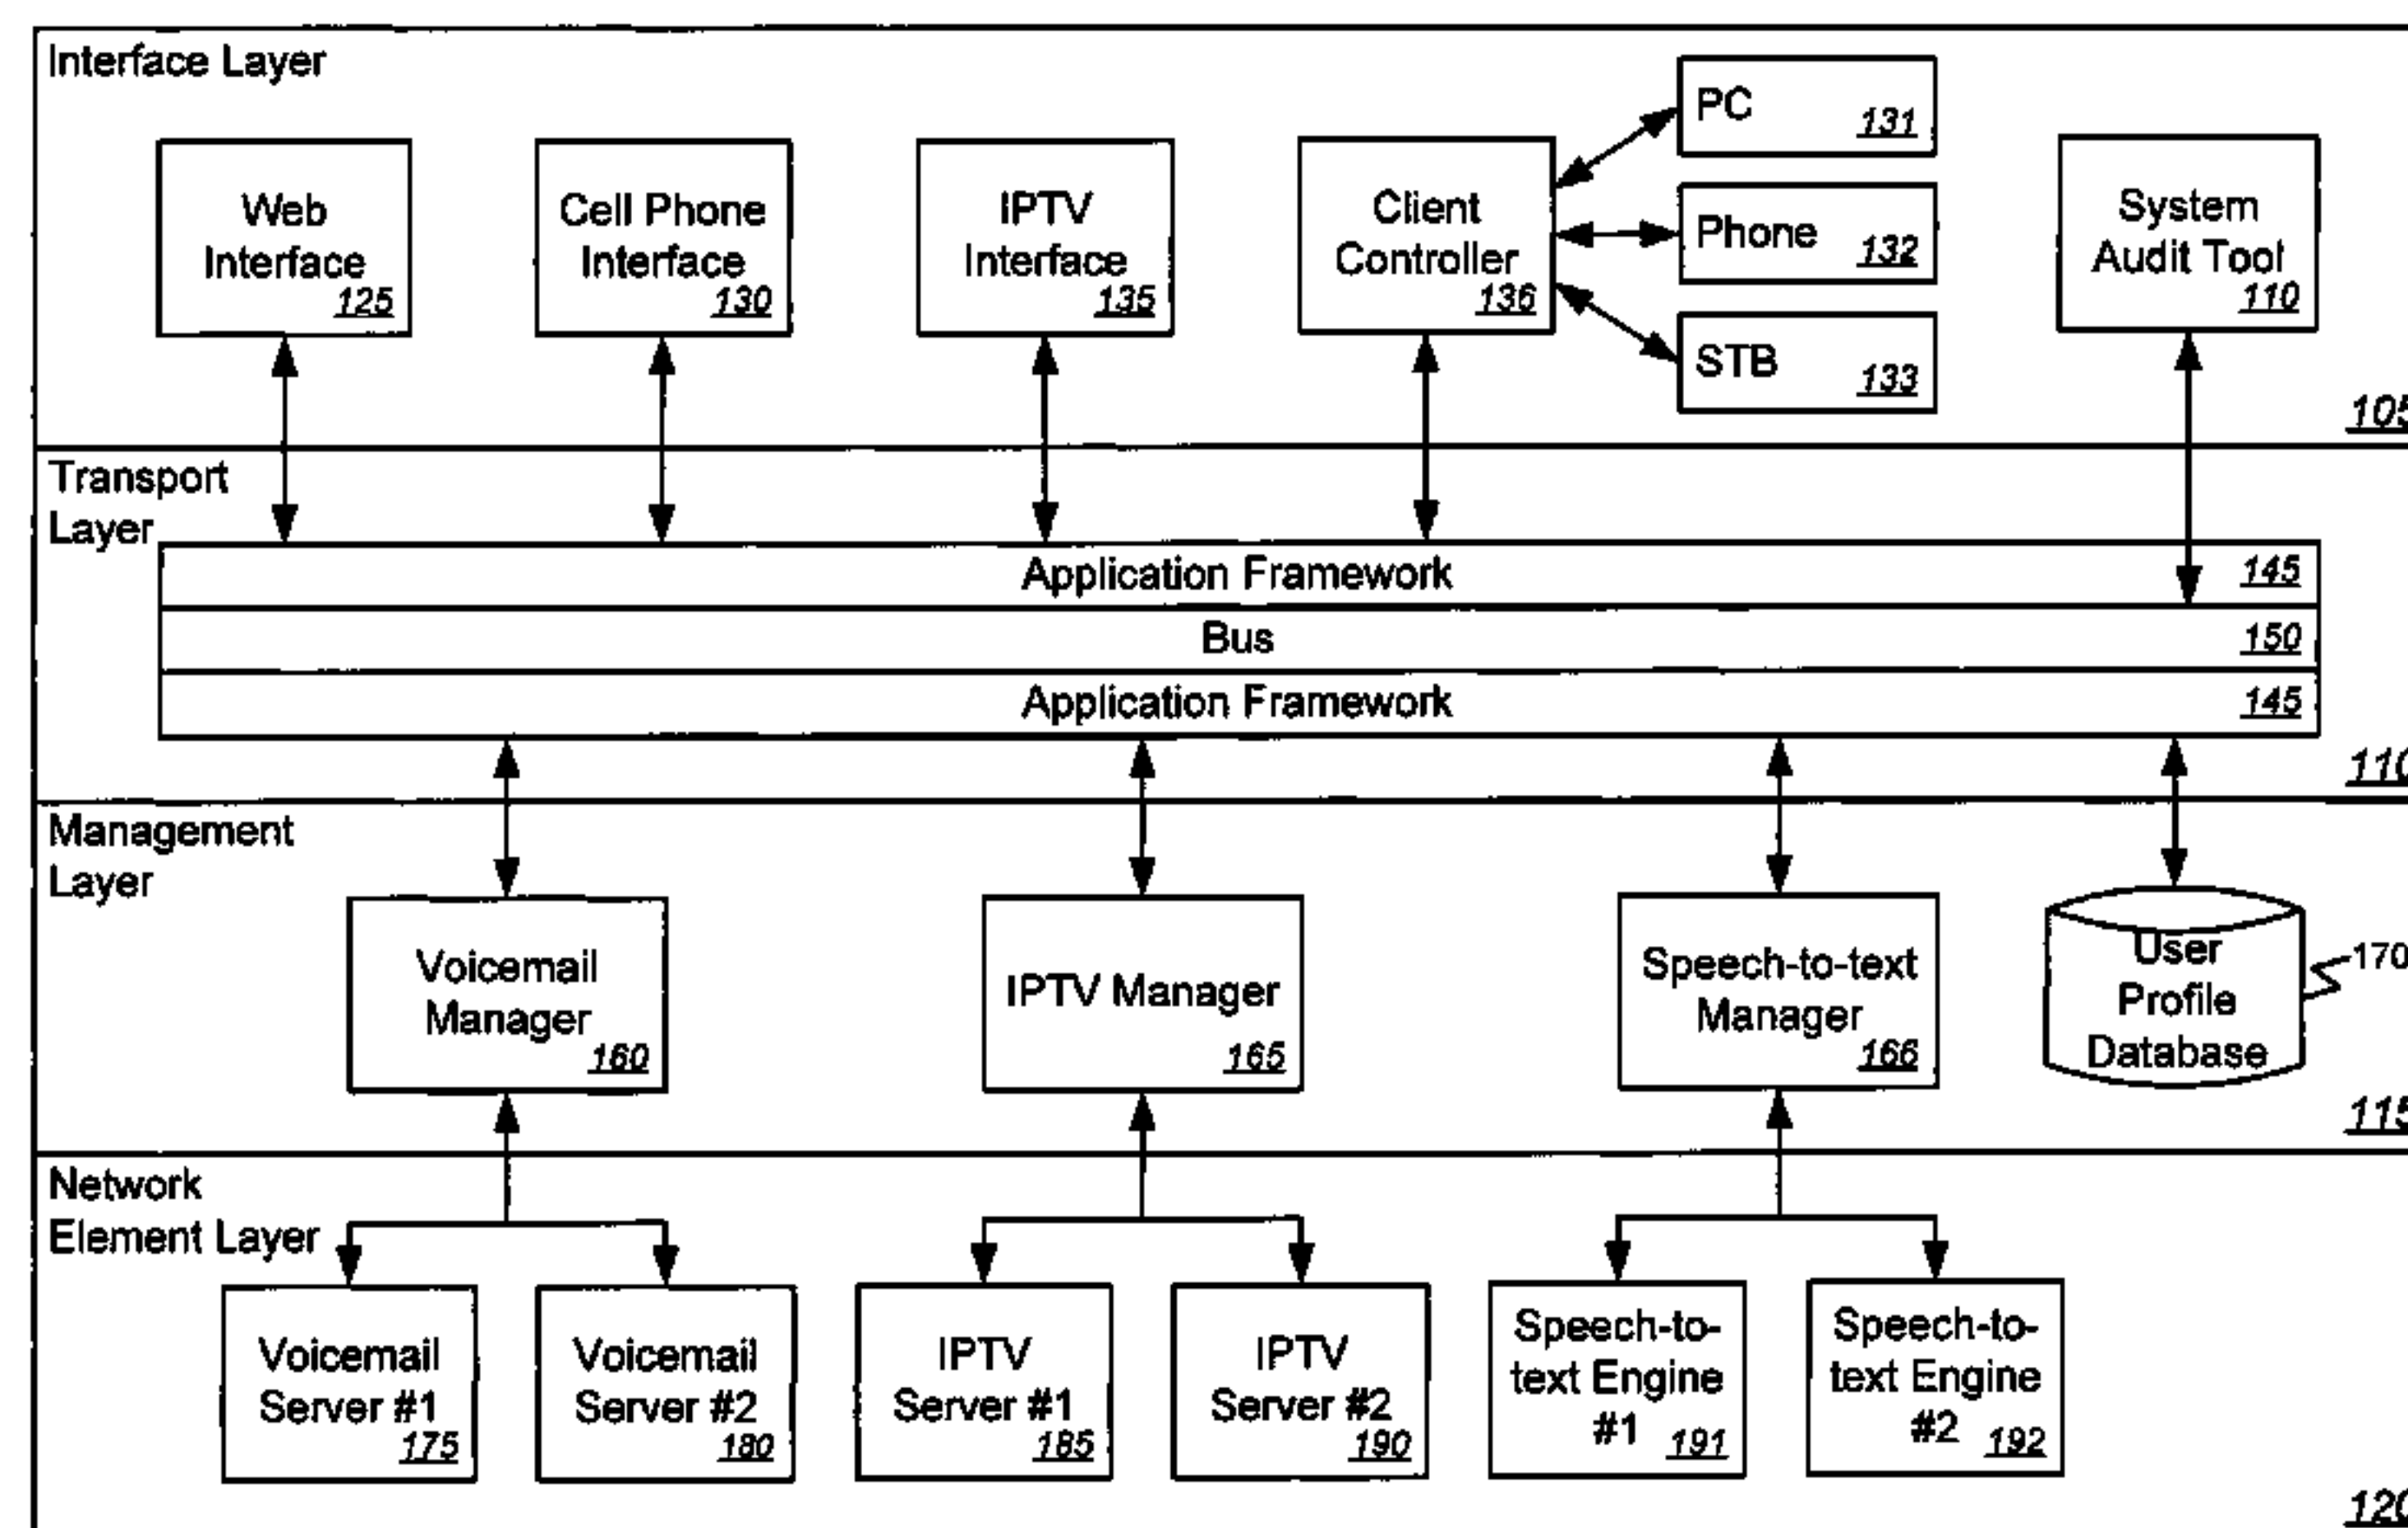 Interface Layer
Web
Interface
125
Cell Phone
Interface
130
IPTV
Interface
135
Client
Controller
136
PC
131
Phone
132
STB
133
System
Audit Tool
110
105
Transport
Layer
Application Framework 145
Bus 150
Application Framework 145
110
Management
Layer
Voicemail
Manager
160
IPTV Manager
165
Speech-to-text
Manager
166
User
Profile
Database
170
115
Network
Element Layer
Voicemail
Server #1
175
Voicemail
Server #2
180
IPTV
Server #1
185
IPTV
Server #2
190
Speech-to-
text Engine
#1 191
Speech-to-
text Engine
#2 192
120